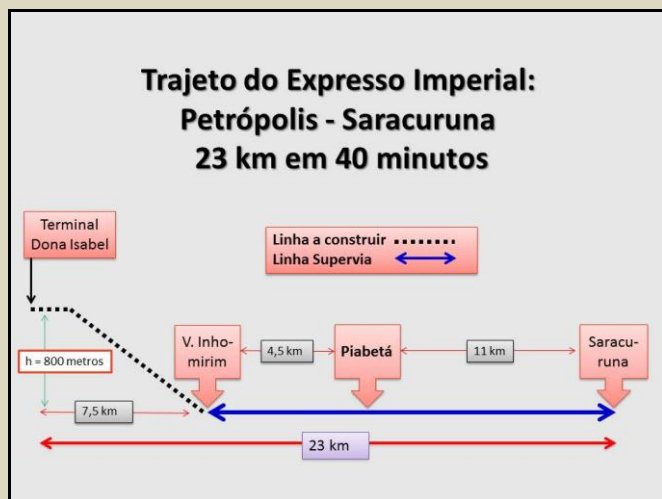 Trajeto do Expresso Imperial:
Petrópolis - Saracuruna
23 km em 40 minutos
Terminal
Dona Isabel
Linha a construir
Linha Supervia
h = 800 metros
V. Inho-
mirim
4,5 km
Piabetá
11 km
Saracu-
runa
7,5 km
23 km